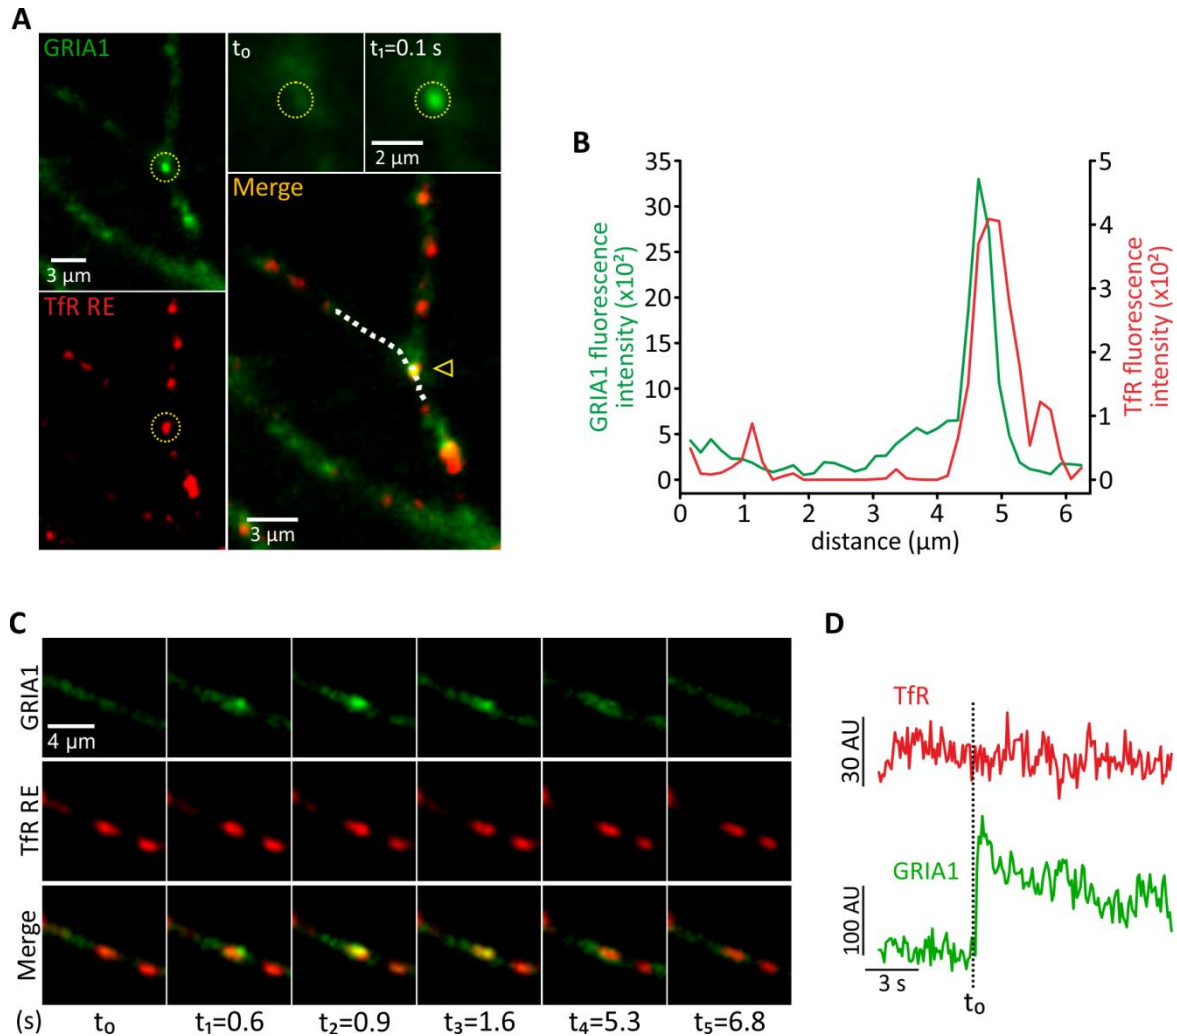 A
GRIA1
t₀
t₁=0.1 s
2 µm
3 µm
Merge
TfR RE
3 µm
B
GRIA1 fluorescence
intensity (x10²)
35
30
25
20
15
10
5
0
5
4
3
2
1
0
TfR fluorescence
intensity (x10²)
0 1 2 3 4 5 6
distance (µm)
C
GRIA1
4 µm
TfR RE
Merge
(s) t₀ t₁=0.6 t₂=0.9 t₃=1.6 t₄=5.3 t₅=6.8
D
TfR
30 AU
GRIA1
100 AU
3 s
t₀